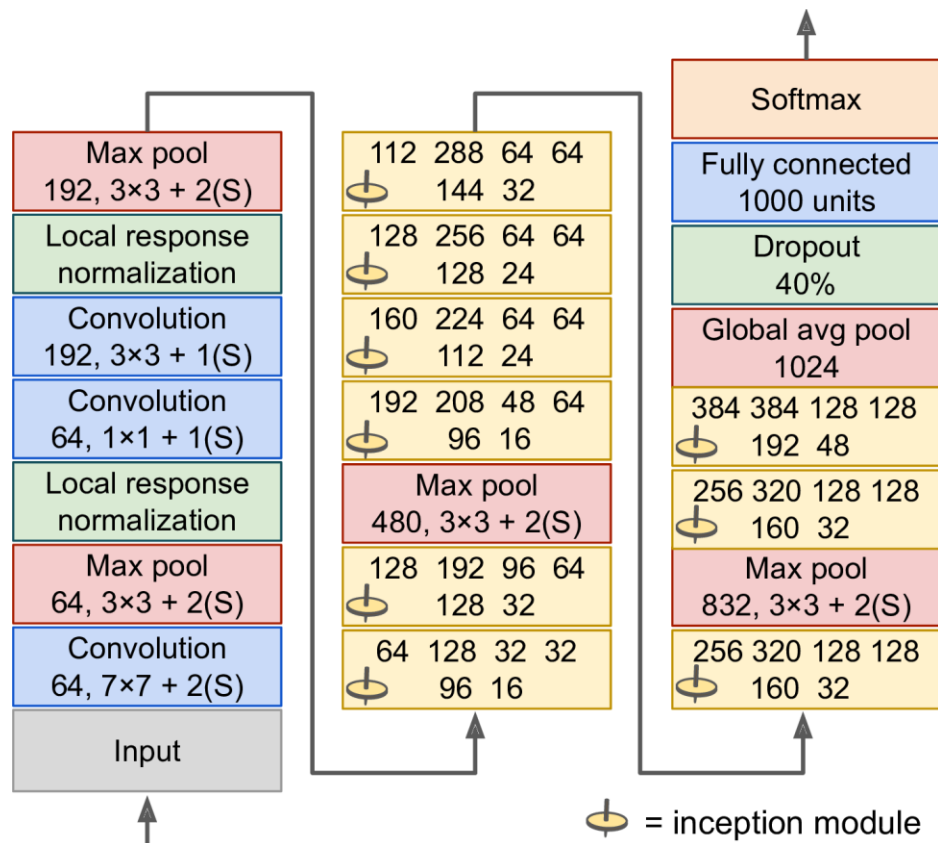 Max pool
192, 3×3 + 2(S)
Local response
normalization
Convolution
192, 3×3 + 1(S)
Convolution
64, 1×1 + 1(S)
Local response
normalization
Max pool
64, 3×3 + 2(S)
Convolution
64, 7×7 + 2(S)
Input
112 288 64 64
144 32
128 256 64 64
128 24
160 224 64 64
112 24
192 208 48 64
96 16
Max pool
480, 3×3 + 2(S)
128 192 96 64
128 32
64 128 32 32
96 16
Softmax
Fully connected
1000 units
Dropout
40%
Global avg pool
1024
384 384 128 128
192 48
256 320 128 128
160 32
Max pool
832, 3×3 + 2(S)
256 320 128 128
160 32
= inception module